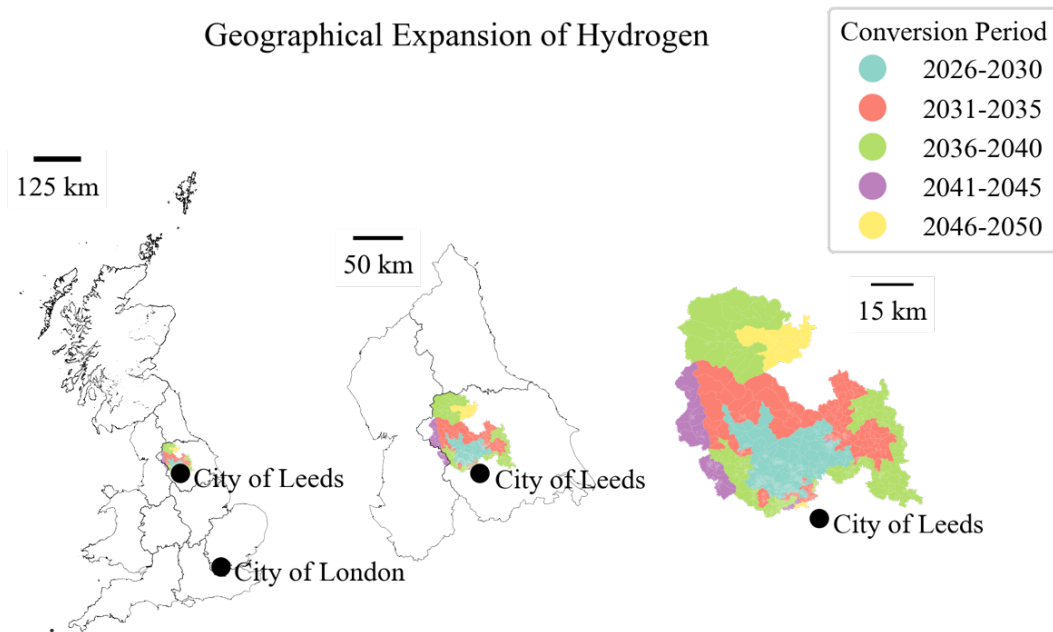 Geographical Expansion of Hydrogen
Conversion Period
2026-2030
2031-2035
2036-2040
2041-2045
2046-2050
125 km
50 km
15 km
City of Leeds
City of London
City of Leeds
City of Leeds